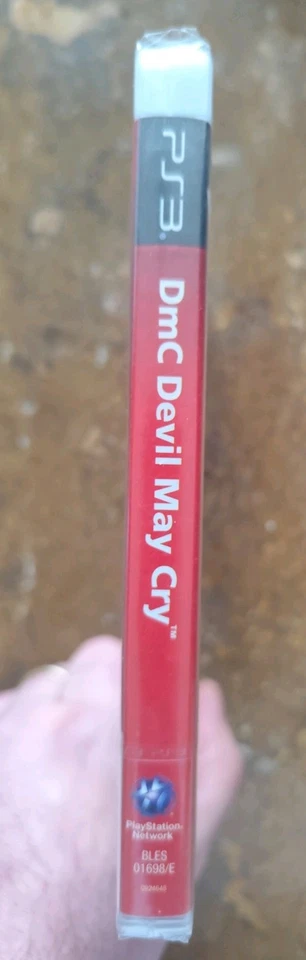 PS3.
DmC Devil May Cry™
PlayStation®
Network
BLES
01698/E